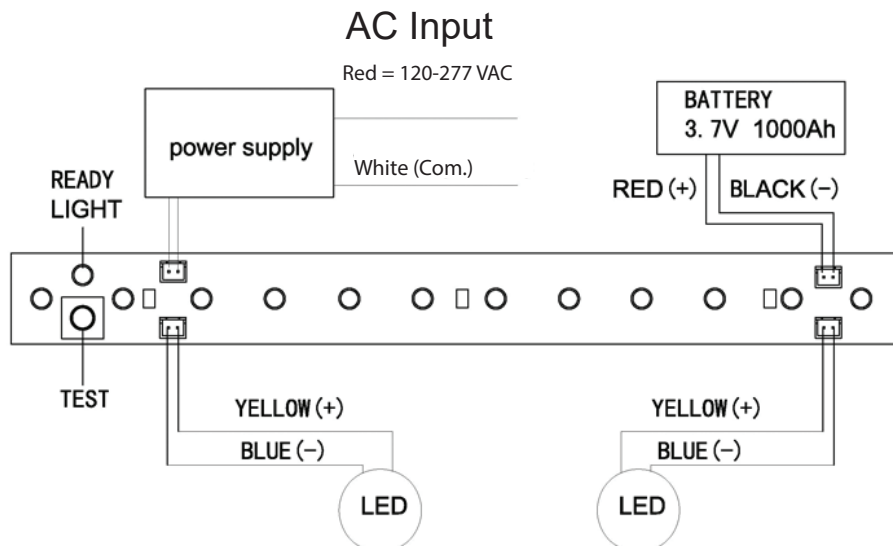 AC Input
Red = 120-277 VAC
power supply
White (Com.)
BATTERY
3. 7V 1000Ah
RED (+) BLACK (-)
READY
LIGHT
TEST
YELLOW (+)
BLUE (-)
LED
YELLOW (+)
BLUE (-)
LED